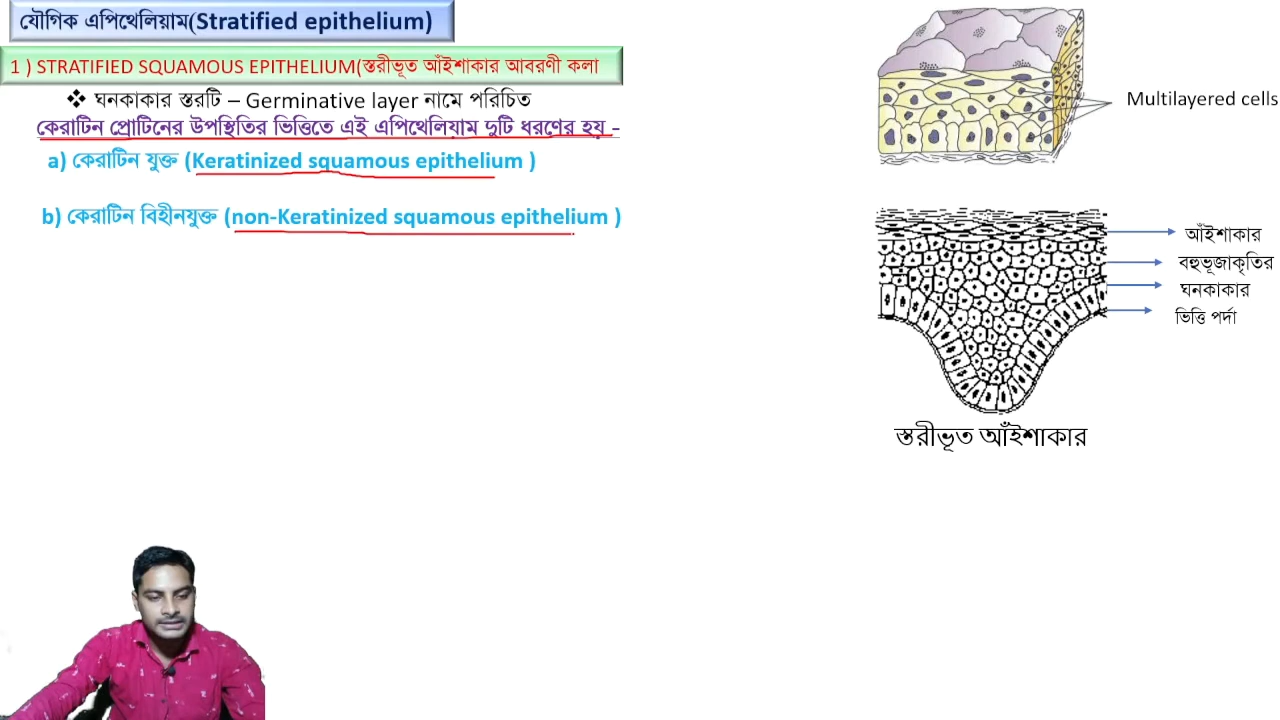 যৌগিক এপিথেলিয়াম(Stratified epithelium)
1 ) STRATIFIED SQUAMOUS EPITHELIUM(স্তরীভূত আঁইশাকার আবরণী কলা
❖ ঘনকাকার স্তরটি – Germinative layer নামে পরিচিত
কেরাটিন প্রোটিনের উপস্থিতির ভিত্তিতে এই এপিথেলিয়াম দুটি ধরণের হয় -
a) কেরাটিন যুক্ত (Keratinized squamous epithelium )
b) কেরাটিন বিহীনযুক্ত (non-Keratinized squamous epithelium )
Multilayered cells
আঁইশাকার
বহুভূজাকৃতির
ঘনকাকার
ভিত্তি পর্দা
স্তরীভূত আঁইশাকার